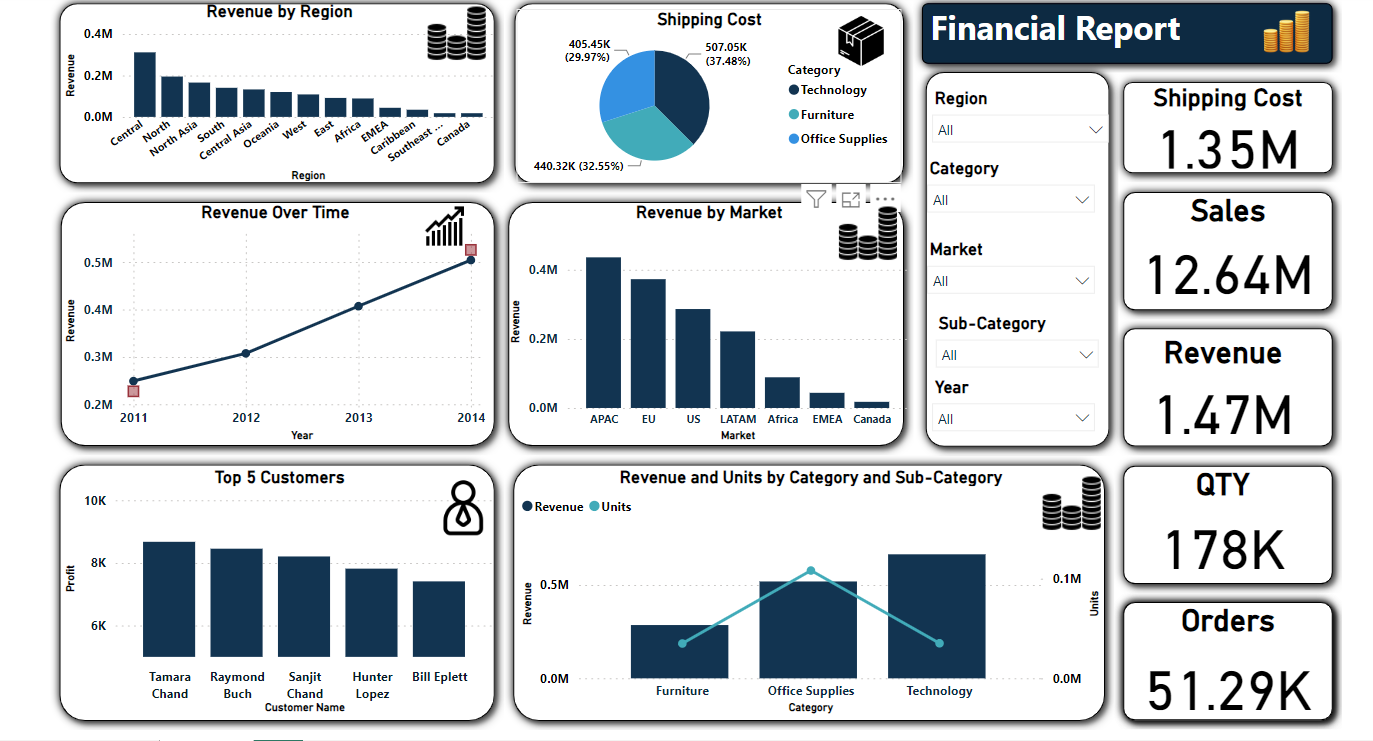 Revenue by Region
0.4M
0.2M
0.0M
Revenue
Central
North
North Asia
South
Central Asia
Oceania
West
East
Africa
EMEA
Caribbean
Southeast ...
Canada
Region
Shipping Cost
405.45K
(29.97%)
507.05K
(37.48%)
440.32K (32.55%)
Category
Technology
Furniture
Office Supplies
Financial Report
Region
All
Category
All
Market
All
Sub-Category
All
Year
All
Shipping Cost
1.35M
Sales
12.64M
Revenue
1.47M
QTY
178K
Orders
51.29K
Revenue Over Time
0.5M
0.4M
0.3M
0.2M
Revenue
2011
2012
2013
2014
Year
Revenue by Market
0.4M
0.2M
0.0M
Revenue
APAC
EU
US
LATAM
Africa
EMEA
Canada
Market
Top 5 Customers
10K
8K
6K
Profit
Tamara
Chand
Raymond
Buch
Sanjit
Chand
Hunter
Lopez
Bill Eplett
Customer Name
Revenue and Units by Category and Sub-Category
Revenue
Units
0.5M
0.0M
Revenue
0.1M
0.0M
Units
Furniture
Office Supplies
Technology
Category